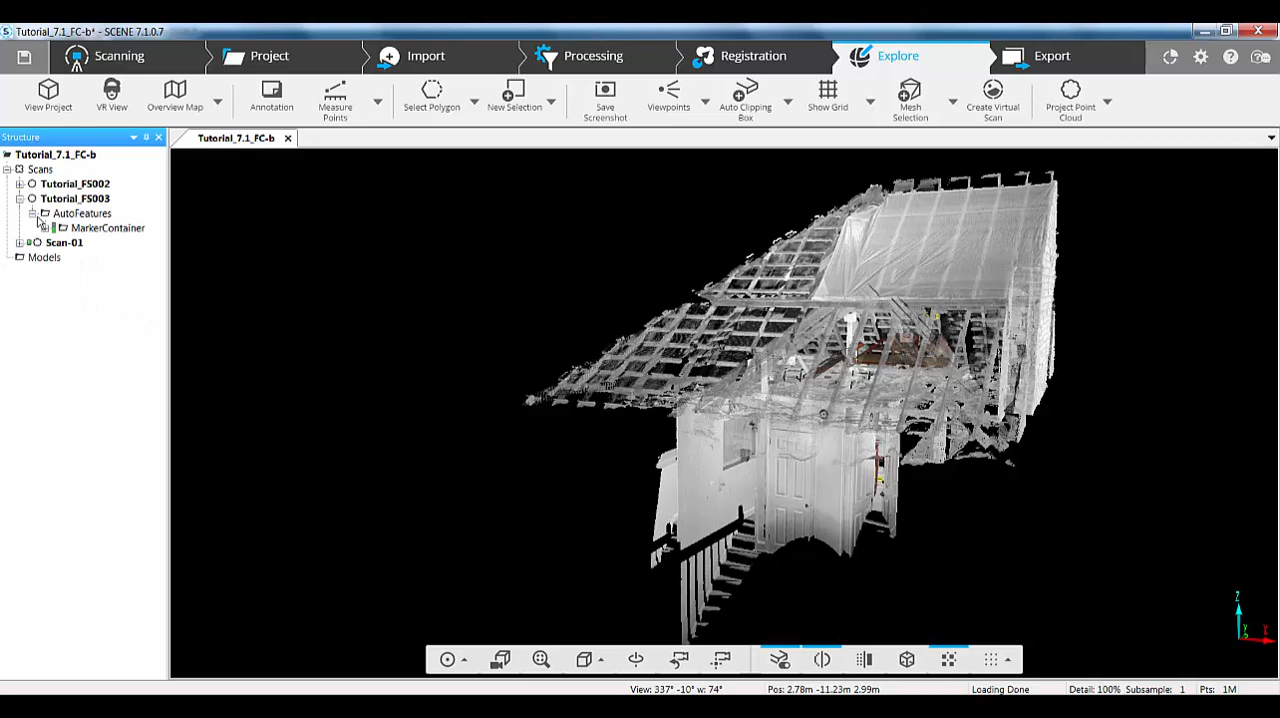 Tutorial_7.1_FC-b* - SCENE 7.1.0.7
Scanning
Project
Import
Processing
Registration
Explore
Export
View Project
VR View
Overview Map
Annotation
Measure Points
Select Polygon
New Selection
Save Screenshot
Viewpoints
Auto Clipping Box
Show Grid
Mesh Selection
Create Virtual Scan
Project Point Cloud
Structure
Tutorial_7.1_FC-b
Tutorial_7.1_FC-b
Scans
Tutorial_FS002
Tutorial_FS003
AutoFeatures
MarkerContainer
Scan-01
Models
Z
Y
X
View: 337° -10° w: 74°
Pos: 2.78m -11.23m 2.99m
Loading Done
Detail: 100% Subsample: 1
Pts: 1M